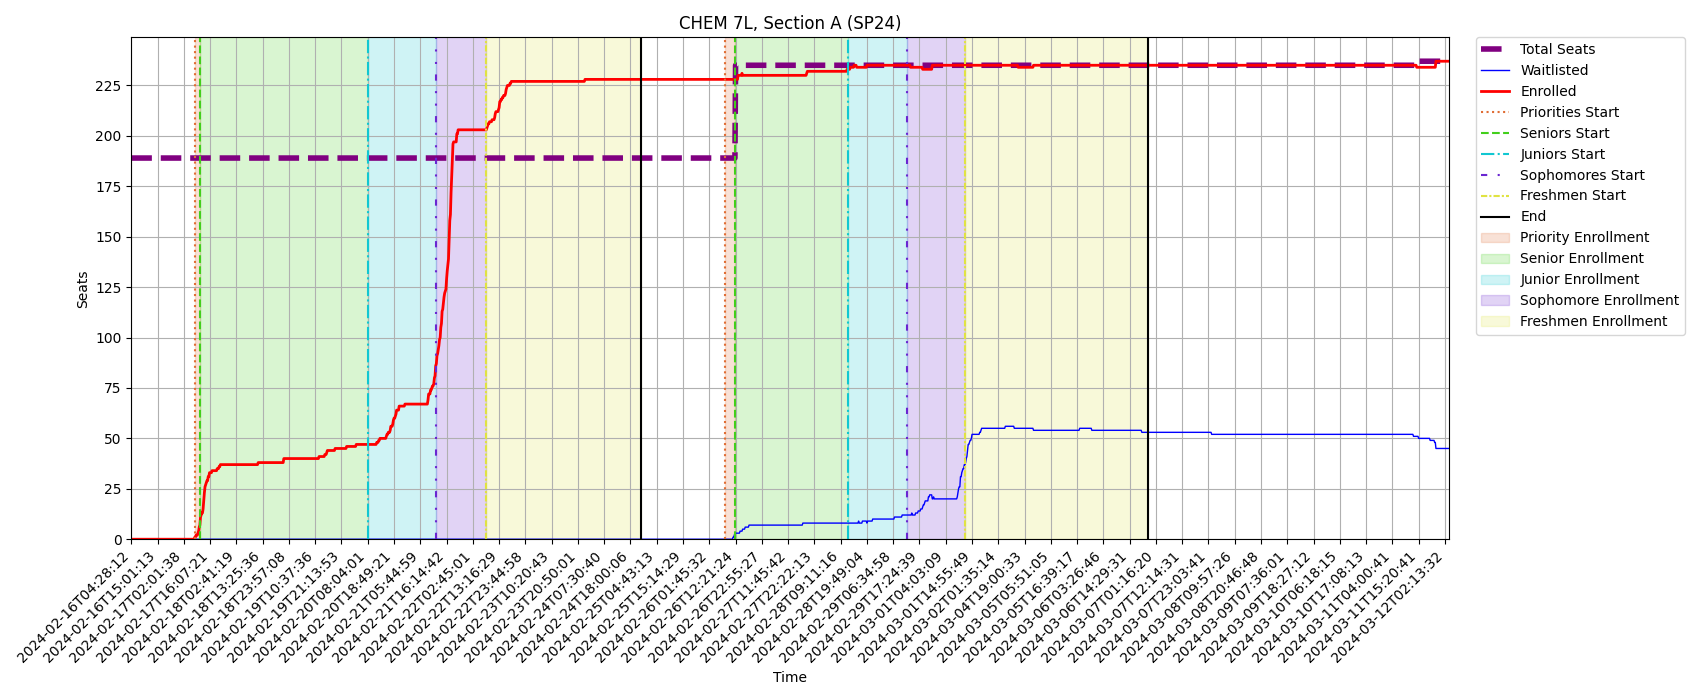 CHEM 7L, Section A (SP24)
Seats
225
200
175
150
125
100
75
50
25
0
2024-02-16T04:28:12
2024-02-16T15:01:13
2024-02-17T02:01:38
2024-02-17T16:07:21
2024-02-18T02:41:19
2024-02-18T13:25:36
2024-02-18T23:57:08
2024-02-19T10:37:36
2024-02-19T21:13:53
2024-02-20T08:04:01
2024-02-20T18:49:21
2024-02-21T05:44:59
2024-02-21T16:14:42
2024-02-22T02:45:01
2024-02-22T13:16:29
2024-02-22T23:44:58
2024-02-23T10:20:43
2024-02-23T20:50:01
2024-02-24T07:30:40
2024-02-24T18:00:06
2024-02-25T04:43:13
2024-02-25T15:14:29
2024-02-26T01:45:32
2024-02-26T12:21:24
2024-02-26T22:55:27
2024-02-27T11:45:42
2024-02-27T22:22:13
2024-02-28T09:11:16
2024-02-28T19:49:04
2024-02-29T06:34:58
2024-02-29T17:24:39
2024-03-01T04:03:09
2024-03-01T14:55:49
2024-03-02T01:35:14
2024-03-04T19:00:33
2024-03-05T05:51:05
2024-03-05T16:39:17
2024-03-06T03:26:46
2024-03-06T14:29:31
2024-03-07T01:16:20
2024-03-07T12:14:31
2024-03-07T23:03:41
2024-03-08T09:57:26
2024-03-08T20:46:48
2024-03-09T07:36:01
2024-03-09T18:27:12
2024-03-10T06:18:15
2024-03-10T17:08:13
2024-03-11T04:00:41
2024-03-11T15:20:41
2024-03-12T02:13:32
Time
Total Seats
Waitlisted
Enrolled
Priorities Start
Seniors Start
Juniors Start
Sophomores Start
Freshmen Start
End
Priority Enrollment
Senior Enrollment
Junior Enrollment
Sophomore Enrollment
Freshmen Enrollment